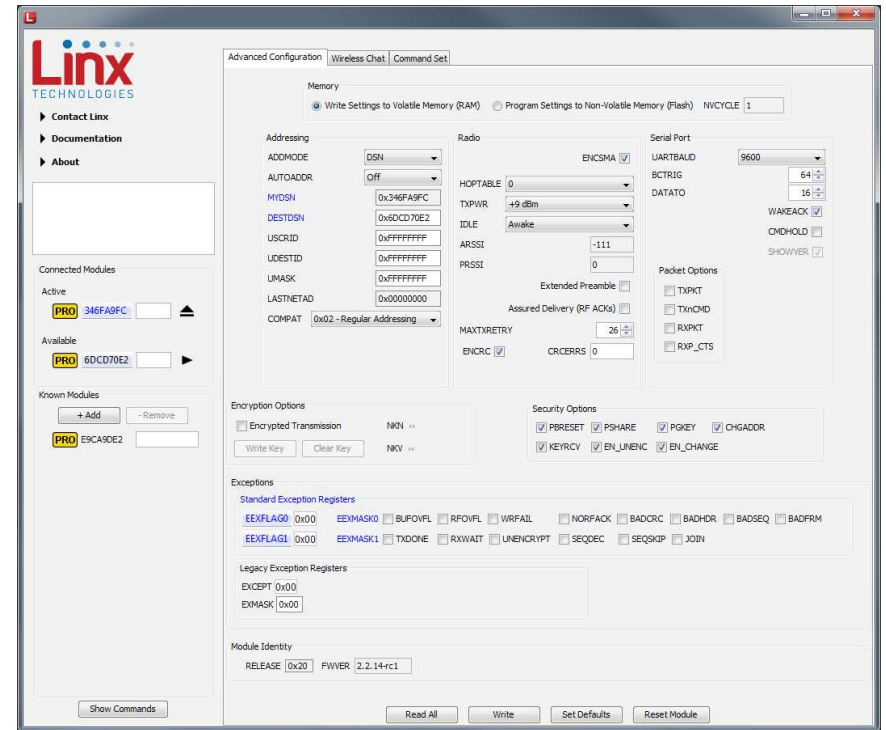 L
Linx
TECHNOLOGIES
Contact Linx
Documentation
About
Connected Modules
Active
PRO 346FA9FC
Available
PRO 6DCD70E2
Known Modules
+ Add - Remove
PRO E9CA9DE2
Show Commands
Advanced Configuration Wireless Chat Command Set
Memory
Write Settings to Volatile Memory (RAM) Program Settings to Non-Volatile Memory (Flash) NVCYCLE 1
Addressing
ADDMODE DSN
AUTOADDR Off
MYDSN 0x346FA9FC
DESTDSN 0x6DCD70E2
USCRID 0xFFFFFFFF
UDESTID 0xFFFFFFFF
UMASK 0xFFFFFFFF
LASTNETAD 0x00000000
COMPAT 0x02 - Regular Addressing
Radio
ENCSMA
HOPTABLE 0
TXPWR +9 dBm
IDLE Awake
ARSSI -111
PRSSI 0
Extended Preamble
Assured Delivery (RF ACKs)
MAXTXRETRY 26
ENCRC CRCERRS 0
Serial Port
UARTBAUD 9600
BCTRIG 64
DATATO 16
WAKEACK
CMDHOLD
SHOWVER
Packet Options
TXPKT
TXnCMD
RXPKT
RXP_CTS
Encryption Options
Encrypted Transmission NKN
Write Key Clear Key NKV
Security Options
PBRESET PSHARE PGKEY CHGADDR
KEYRCV EN_UNENC EN_CHANGE
Exceptions
Standard Exception Registers
EEXFLAG0 0x00 EEXMASK0 BUFOVFL RFOVFL WRFAIL NORFACK BADCRC BADHDR BADSEQ BADFRM
EEXFLAG1 0x00 EEXMASK1 TXDONE RXWAIT UNENCRYPT SEQDEC SEQSKIP JOIN
Legacy Exception Registers
EXCEPT 0x00
EXMASK 0x00
Module Identity
RELEASE 0x20 FWVER 2.2.14-rc1
Read All Write Set Defaults Reset Module